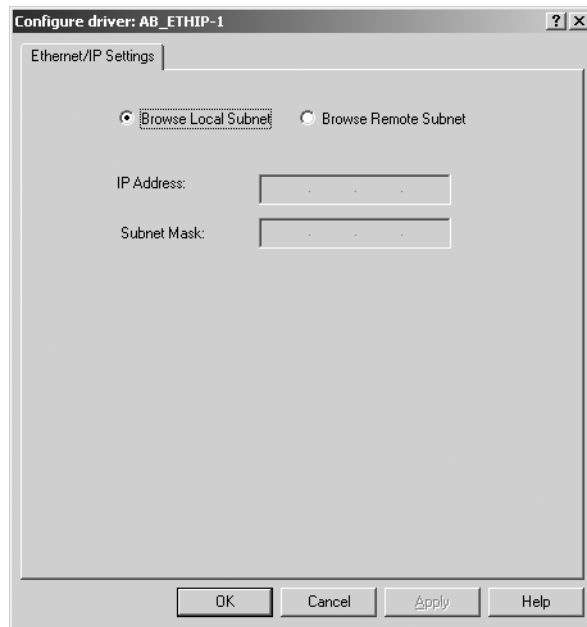 Configure driver: AB_ETHIP-1
Ethernet/IP Settings
Browse Local Subnet Browse Remote Subnet
IP Address:
Subnet Mask:
OK Cancel Apply Help